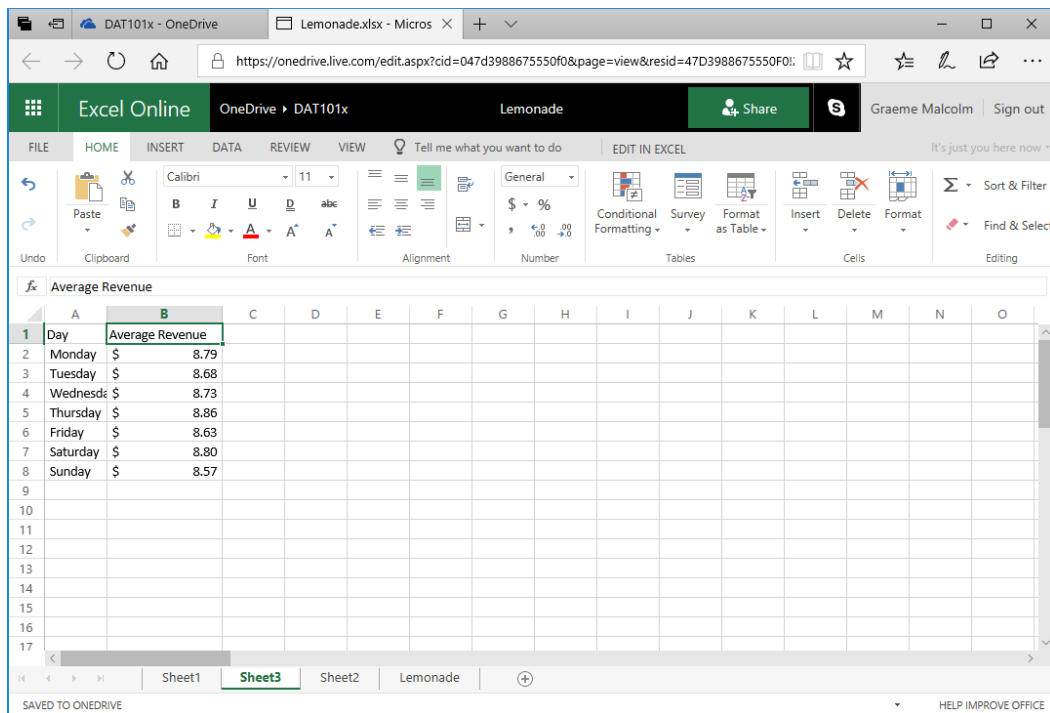 DAT101x - OneDrive Lemonade.xlsx - Micros
https://onedrive.live.com/edit.aspx?cid=047d3988675550f0&page=view&resid=47D3988675550F0!
Excel Online OneDrive ▸ DAT101x Lemonade Share Graeme Malcolm Sign out
FILE HOME INSERT DATA REVIEW VIEW Tell me what you want to do EDIT IN EXCEL It's just you here now
Calibri 11 General Σ Sort & Filter
Paste B I U D abc $ % Conditional Formatting Survey Format as Table Insert Delete Format
A A A , .00 .00 Find & Select
Undo Clipboard Font Alignment Number Tables Cells Editing
fx Average Revenue
A B C D E F G H I J K L M N O
1 Day Average Revenue
2 Monday $ 8.79
3 Tuesday $ 8.68
4 Wednesda $ 8.73
5 Thursday $ 8.86
6 Friday $ 8.63
7 Saturday $ 8.80
8 Sunday $ 8.57
9
10
11
12
13
14
15
16
17
Sheet1 Sheet3 Sheet2 Lemonade
SAVED TO ONEDRIVE HELP IMPROVE OFFICE